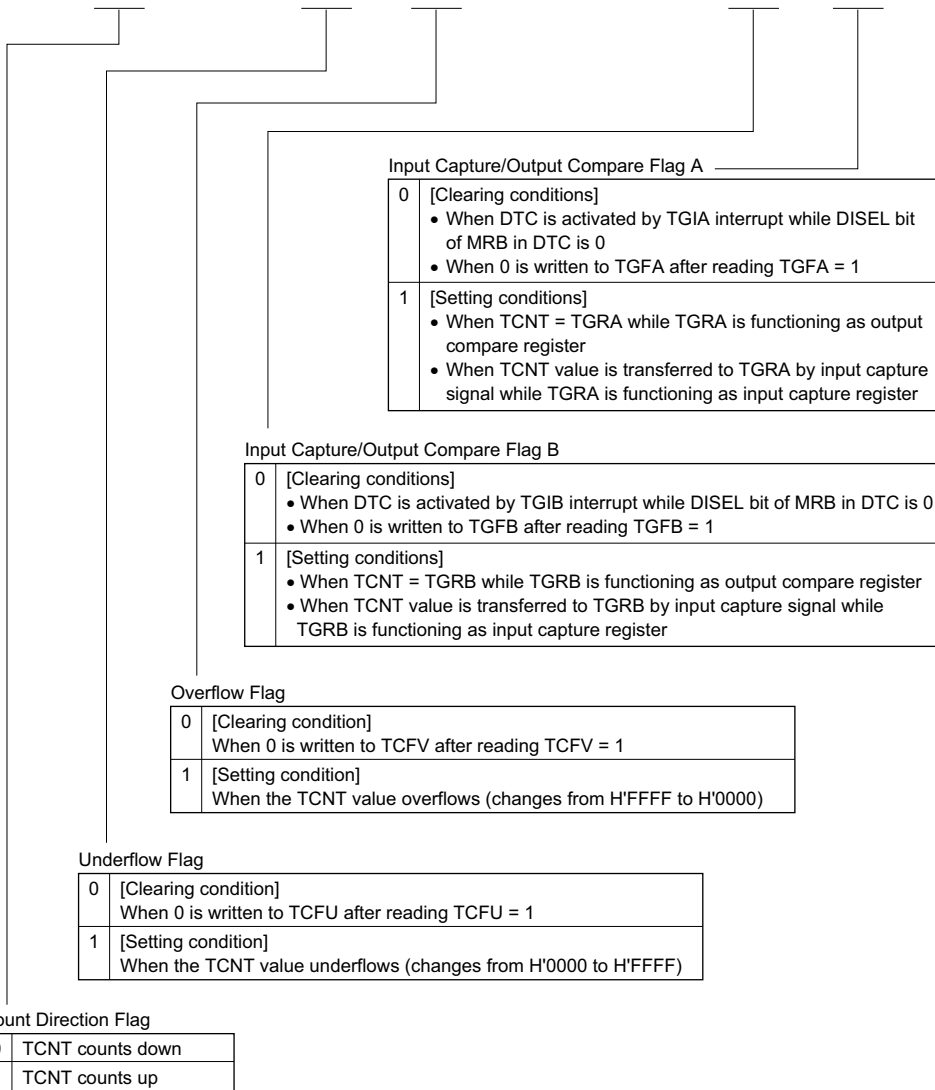 Input Capture/Output Compare Flag A
0 [Clearing conditions]
• When DTC is activated by TGIA interrupt while DISEL bit
of MRB in DTC is 0
• When 0 is written to TGFA after reading TGFA = 1
1 [Setting conditions]
• When TCNT = TGRA while TGRA is functioning as output
compare register
• When TCNT value is transferred to TGRA by input capture
signal while TGRA is functioning as input capture register
Input Capture/Output Compare Flag B
0 [Clearing conditions]
• When DTC is activated by TGIB interrupt while DISEL bit of MRB in DTC is 0
• When 0 is written to TGFB after reading TGFB = 1
1 [Setting conditions]
• When TCNT = TGRB while TGRB is functioning as output compare register
• When TCNT value is transferred to TGRB by input capture signal while
TGRB is functioning as input capture register
Overflow Flag
0 [Clearing condition]
When 0 is written to TCFV after reading TCFV = 1
1 [Setting condition]
When the TCNT value overflows (changes from H'FFFF to H'0000)
Underflow Flag
0 [Clearing condition]
When 0 is written to TCFU after reading TCFU = 1
1 [Setting condition]
When the TCNT value underflows (changes from H'0000 to H'FFFF)
Direction Flag
TCNT counts down
TCNT counts up